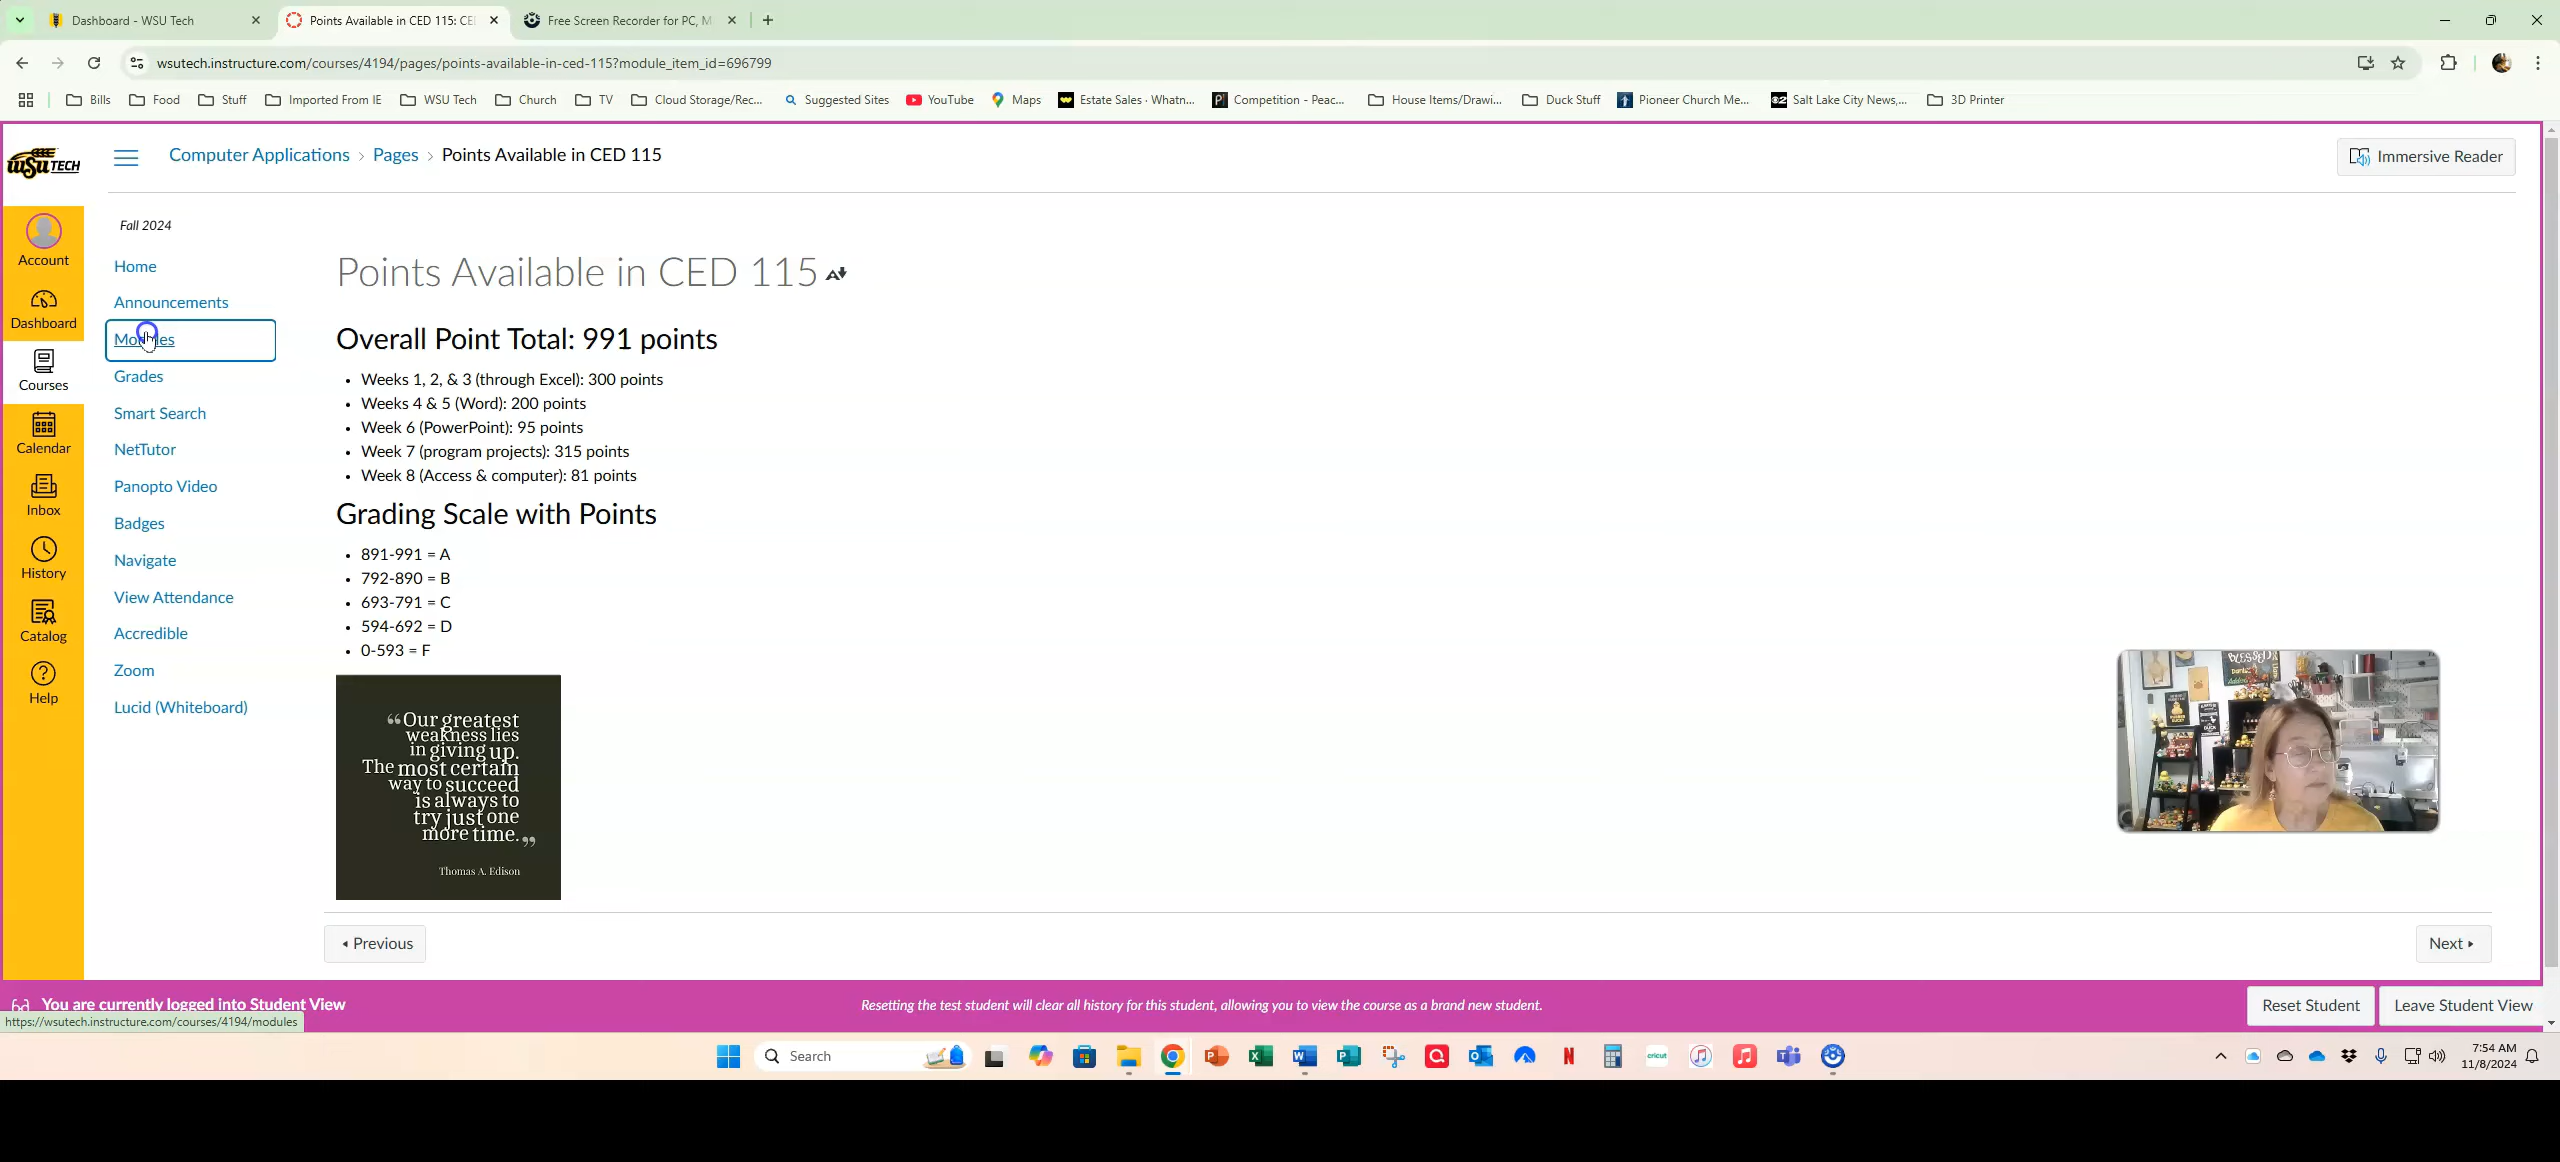 Dashboard - WSU Tech
Points Available in CED 115: CE
Free Screen Recorder for PC, M
wsutech.instructure.com/courses/4194/pages/points-available-in-ced-115?module_item_id=696799
Bills
Food
Stuff
Imported From IE
WSU Tech
Church
TV
Cloud Storage/Rec...
Suggested Sites
YouTube
Maps
Estate Sales · Whatn...
Competition - Peac...
House Items/Drawi...
Duck Stuff
Pioneer Church Me...
Salt Lake City News,...
3D Printer
WSU TECH
Computer Applications › Pages › Points Available in CED 115
Immersive Reader
Account
Dashboard
Courses
Calendar
Inbox
History
Catalog
Help
Fall 2024
Home
Announcements
Modules
Grades
Smart Search
NetTutor
Panopto Video
Badges
Navigate
View Attendance
Accredible
Zoom
Lucid (Whiteboard)
Points Available in CED 115
Overall Point Total: 991 points
• Weeks 1, 2, & 3 (through Excel): 300 points
• Weeks 4 & 5 (Word): 200 points
• Week 6 (PowerPoint): 95 points
• Week 7 (program projects): 315 points
• Week 8 (Access & computer): 81 points
Grading Scale with Points
• 891-991 = A
• 792-890 = B
• 693-791 = C
• 594-692 = D
• 0-593 = F
“Our greatest
weakness lies
in giving up.
The most certain
way to succeed
is always to
try just one
more time.”
Thomas A. Edison
BLESSED
Previous
Next
You are currently logged into Student View
Resetting the test student will clear all history for this student, allowing you to view the course as a brand new student.
Reset Student
Leave Student View
https://wsutech.instructure.com/courses/4194/modules
Search
cricut
7:54 AM
11/8/2024